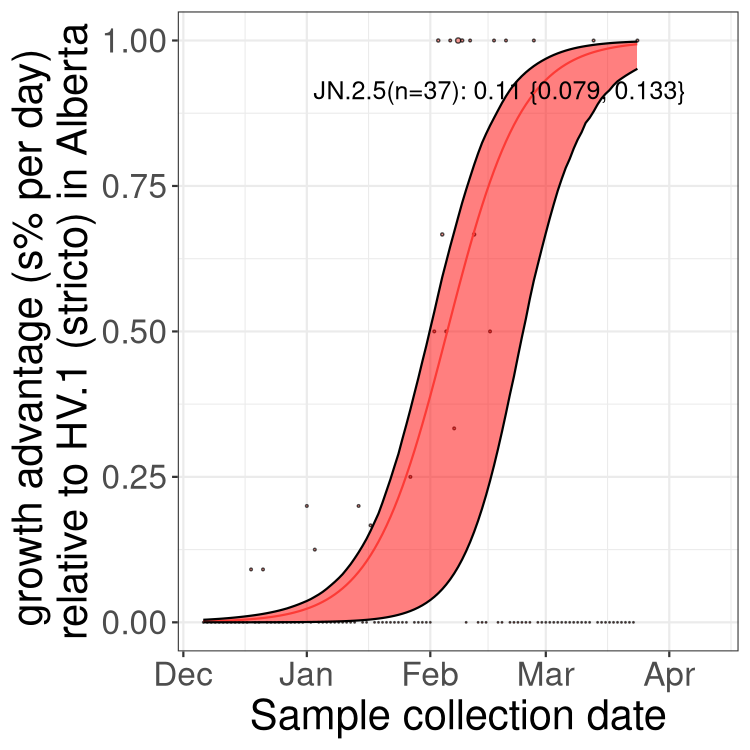 growth advantage (s% per day)
relative to HV.1 (stricto) in Alberta
1.00
0.75
0.50
0.25
0.00
JN.2.5(n=37): 0.11 {0.079, 0.133}
Dec Jan Feb Mar Apr
Sample collection date